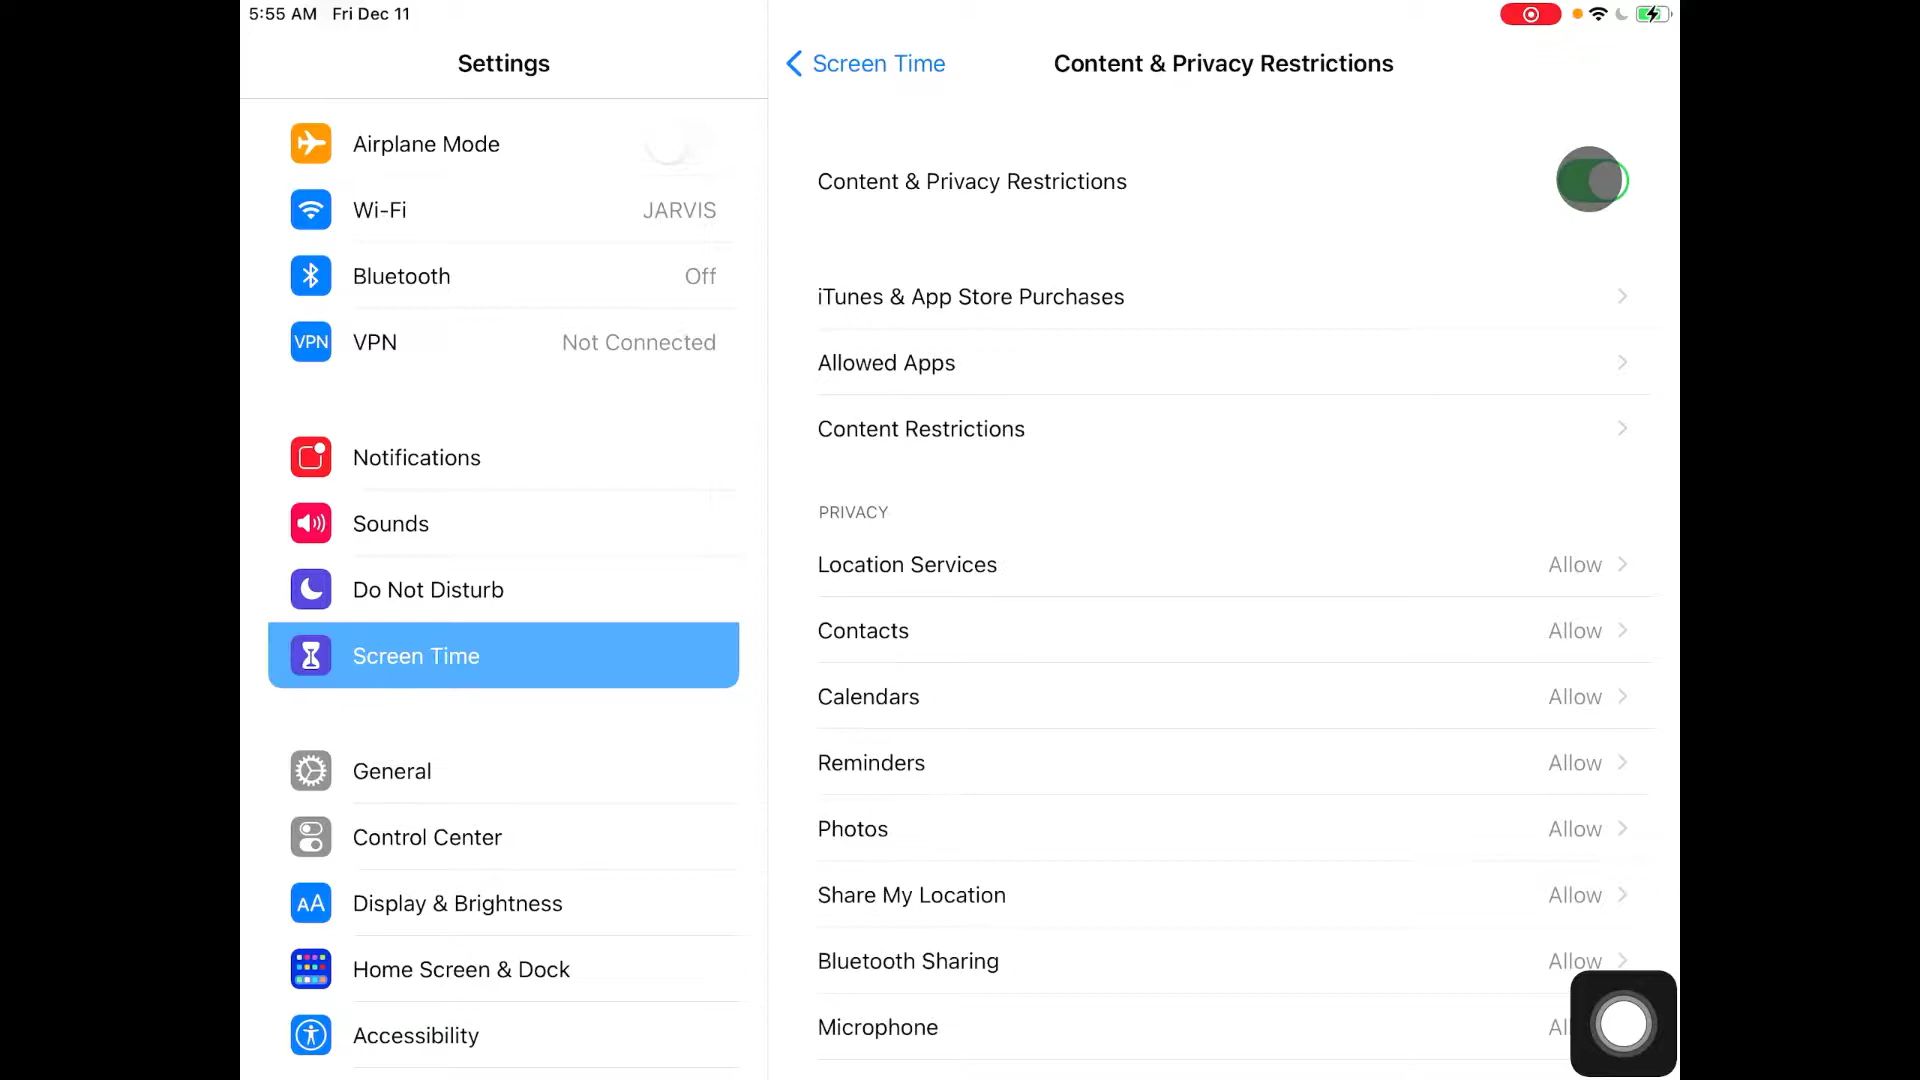 5:55 AM Fri Dec 11
Settings
Screen Time
Content & Privacy Restrictions
Airplane Mode
Wi-Fi JARVIS
Bluetooth Off
VPN VPN Not Connected
Notifications
Sounds
Do Not Disturb
Screen Time
General
Control Center
AA Display & Brightness
Home Screen & Dock
Accessibility
Content & Privacy Restrictions
iTunes & App Store Purchases
Allowed Apps
Content Restrictions
PRIVACY
Location Services Allow
Contacts Allow
Calendars Allow
Reminders Allow
Photos Allow
Share My Location Allow
Bluetooth Sharing Allow
Microphone